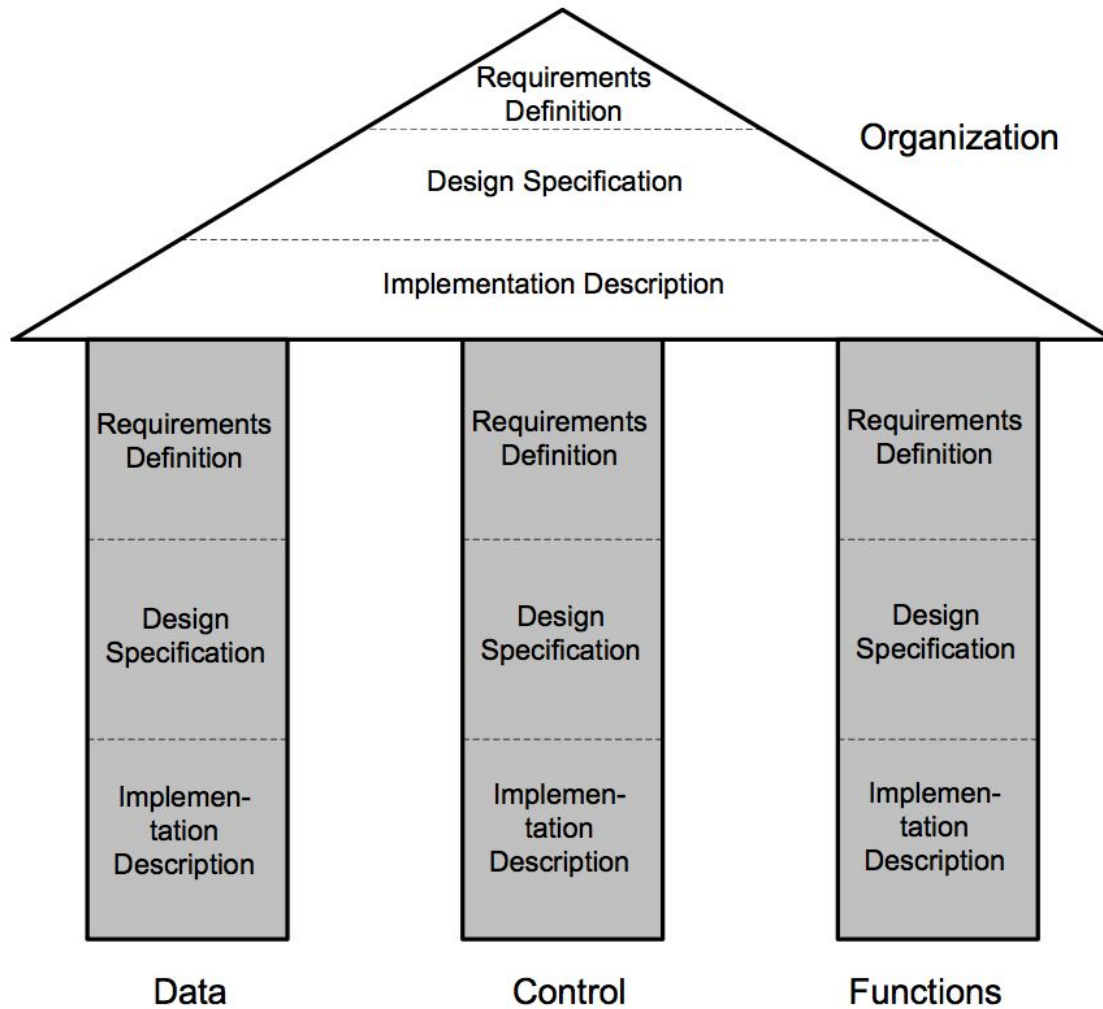 Requirements
Definition
Organization
Design Specification
Implementation Description
Requirements
Definition
Design
Specification
Implemen-
tation
Description
Requirements
Definition
Design
Specification
Implemen-
tation
Description
Requirements
Definition
Design
Specification
Implemen-
tation
Description
Data
Control
Functions